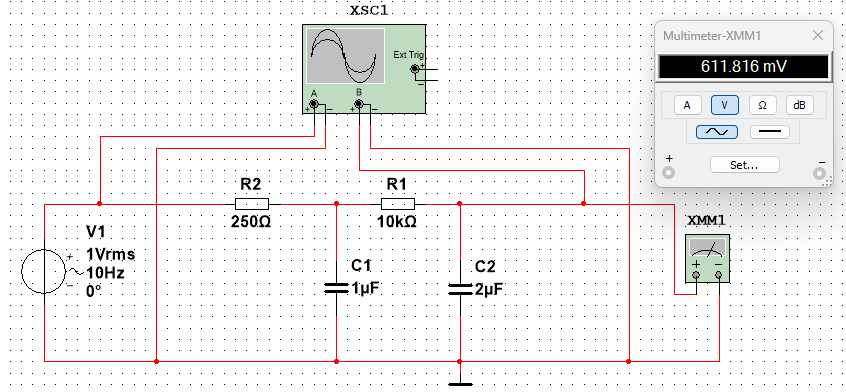 XSC1
Ext Trig
+
−
A
B
+ − + −
Multimeter-XMM1
611.816 mV
A V Ω dB
+ −
Set...
R2
250Ω
R1
10kΩ
V1
1Vrms
10Hz
0°
+
−
C1
1µF
C2
2µF
XMM1
+ −